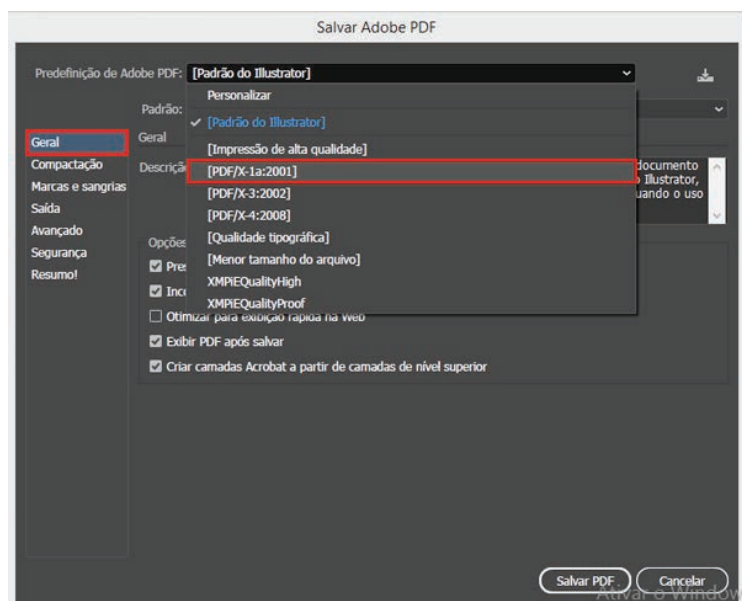 Salvar Adobe PDF
Predefinição de Adobe PDF: [Padrão do Illustrator]
Personalizar
Padrão:
[Padrão do Illustrator]
Geral
Geral
[Impressão de alta qualidade]
Compactação
Descriçã
[PDF/X-1a:2001]
documento
o Illustrator,
Marcas e sangrias
[PDF/X-3:2002]
uando o uso
Saída
[PDF/X-4:2008]
Avançado
[Qualidade tipográfica]
Opções
Segurança
[Menor tamanho do arquivo]
Resumo!
Pres
XMPiEQualityHigh
Inco
XMPiEQualityProof
Otimizar para exibição rápida na Web
Exibir PDF após salvar
Criar camadas Acrobat a partir de camadas de nível superior
Salvar PDF
Cancelar
Ativar o Window